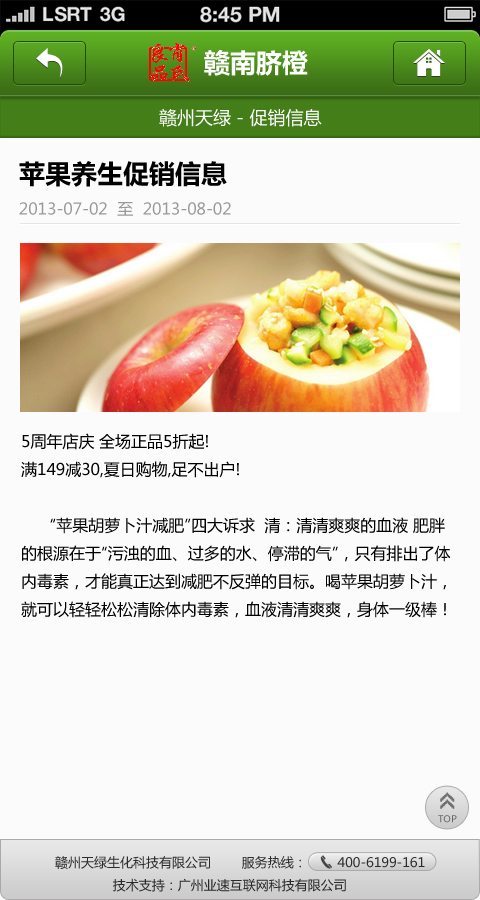 LSRT 3G 8:45 PM
赣南脐橙
赣州天绿 - 促销信息
苹果养生促销信息
2013-07-02 至 2013-08-02
5周年店庆 全场正品5折起!
满149减30,夏日购物,足不出户!
“苹果胡萝卜汁减肥”四大诉求 清：清清爽爽的血液 肥胖
的根源在于“污浊的血、过多的水、停滞的气”，只有排出了体
内毒素，才能真正达到减肥不反弹的目标。喝苹果胡萝卜汁，
就可以轻轻松松清除体内毒素，血液清清爽爽，身体一级棒！
TOP
赣州天绿生化科技有限公司 服务热线： 400-6199-161
技术支持：广州业速互联网科技有限公司